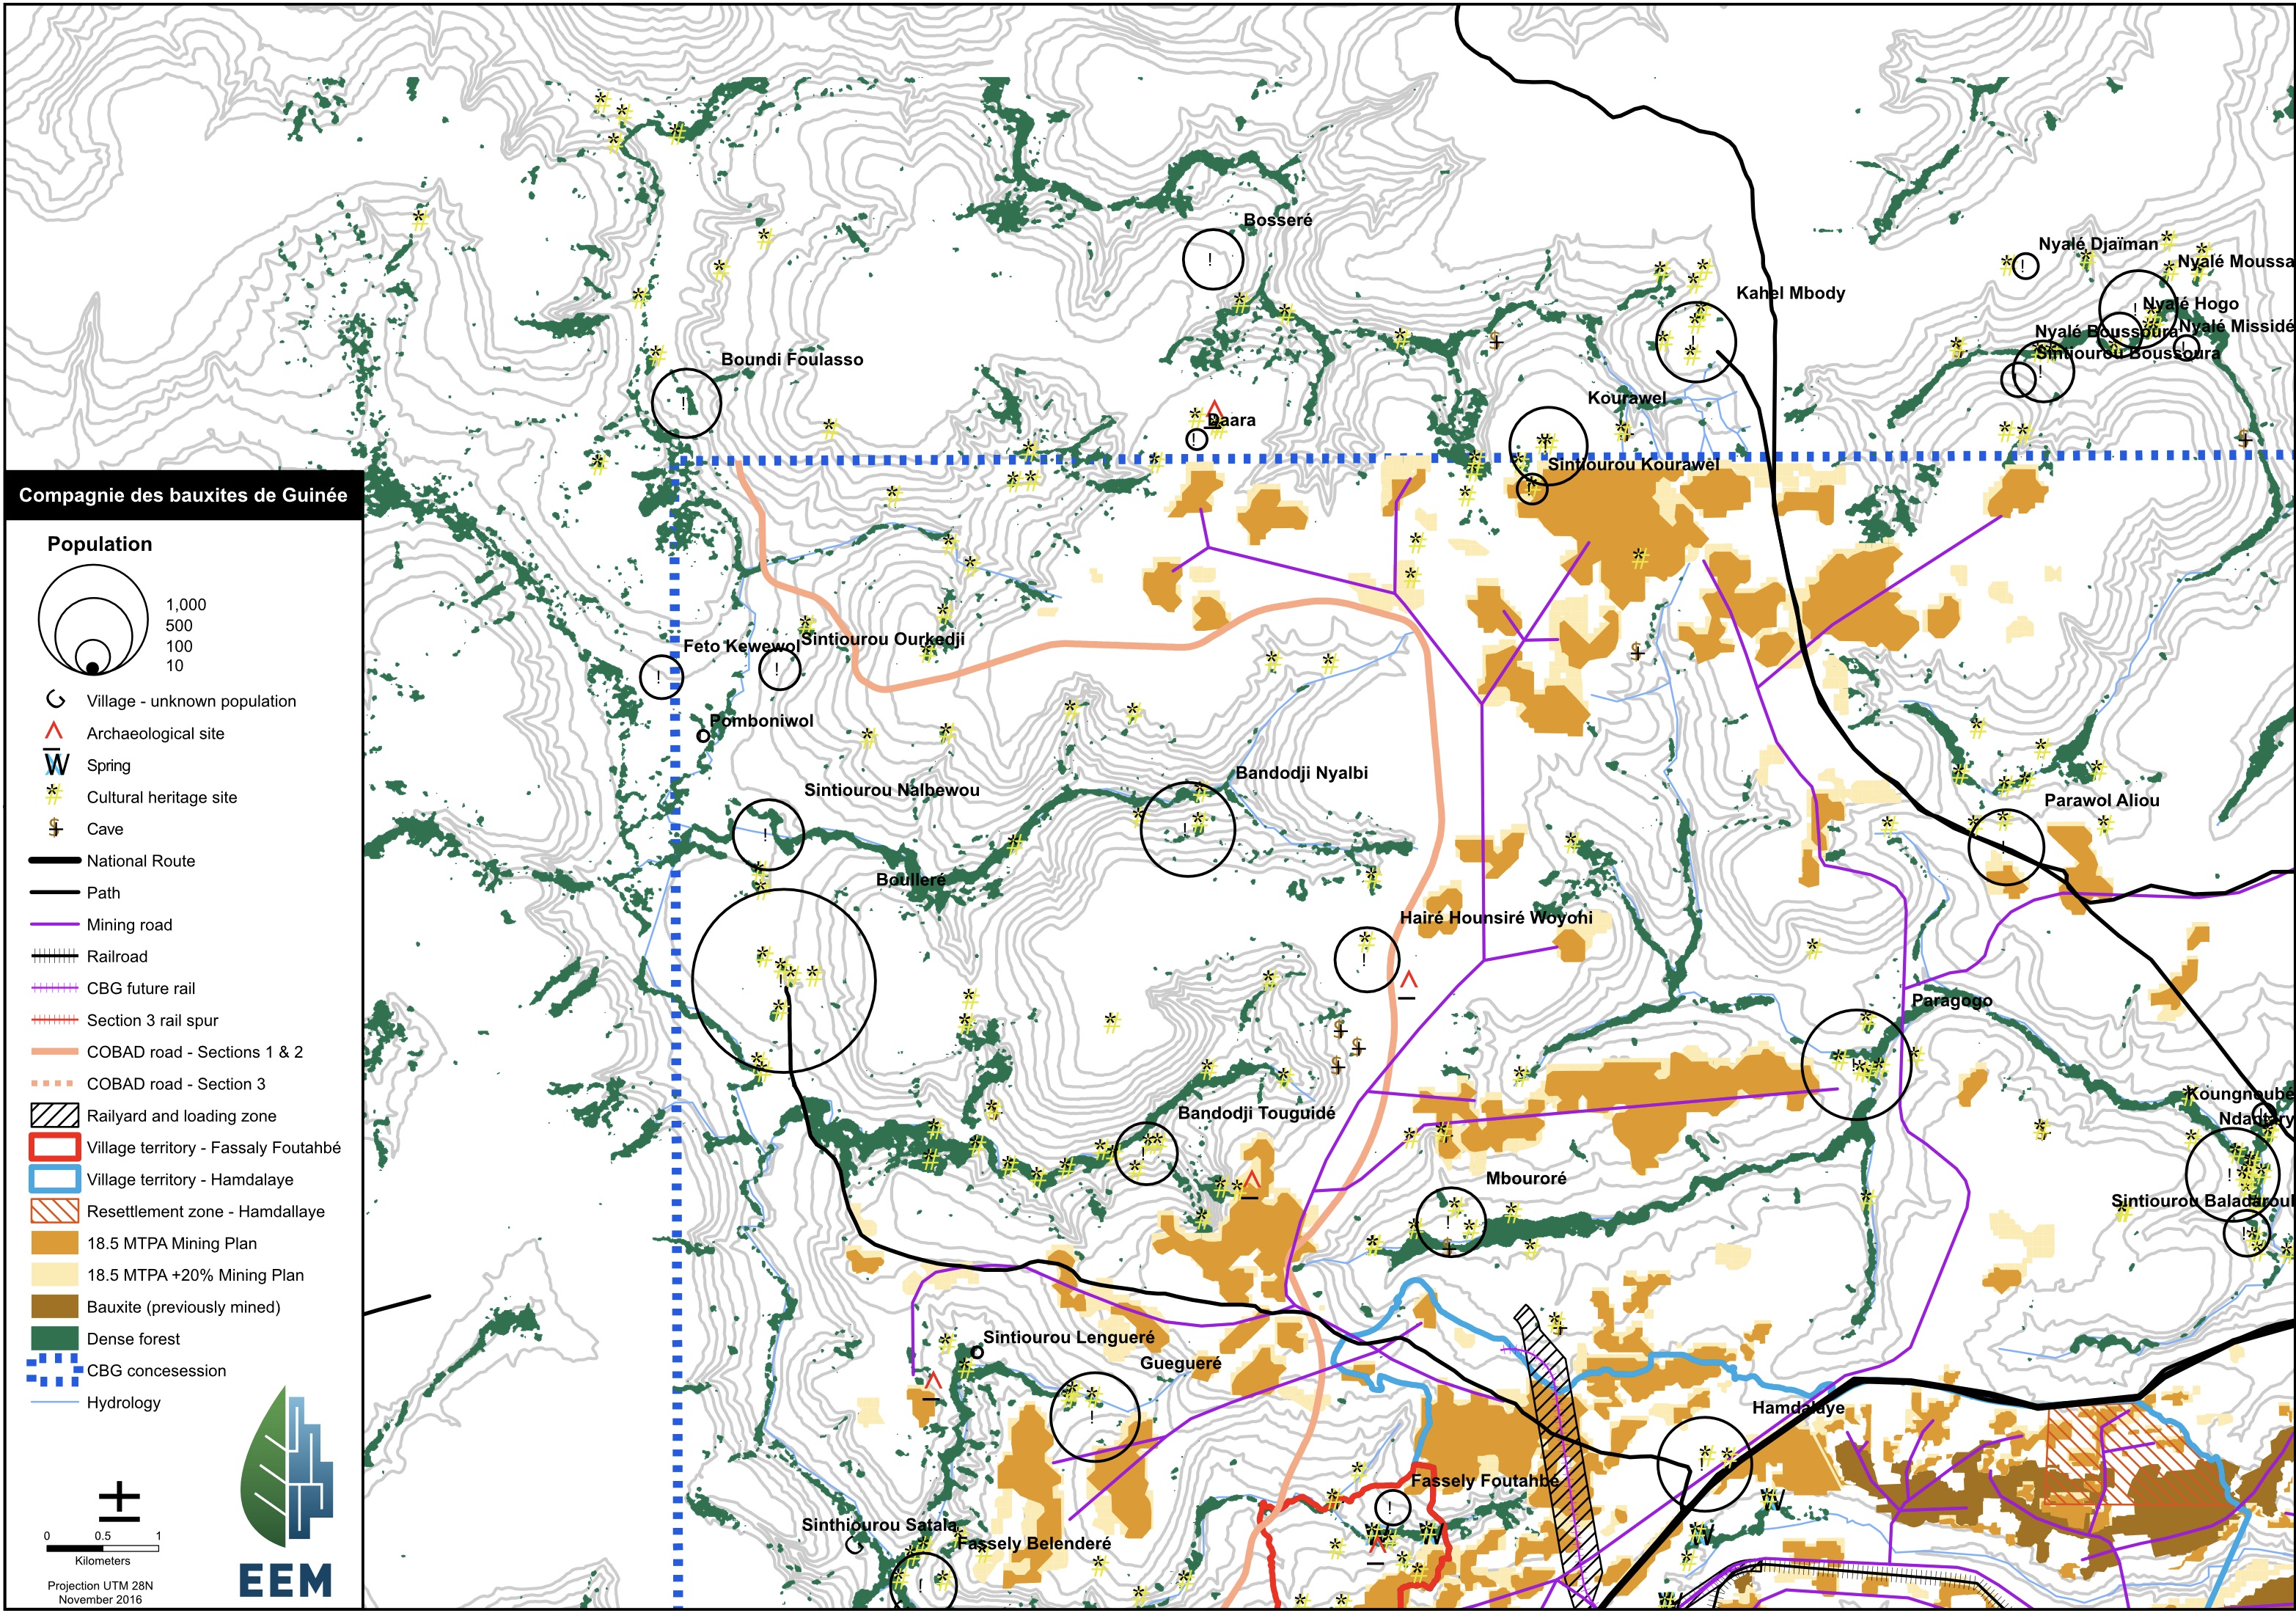 Bosseré
Nyalé Djaïman
Nyalé Moussa
Kahel Mbody
Nyalé Hogo
Nyalé Boussoura
Nyalé Missidé
Sintiourou Boussoura
Boundi Foulasso
Kourawel
Daara
Sintiourou Kourawel
Compagnie des bauxites de Guinée
Population
1,000
500
100
10
Village - unknown population
Archaeological site
W Spring
Cultural heritage site
Cave
National Route
Path
Mining road
Railroad
CBG future rail
Section 3 rail spur
COBAD road - Sections 1 & 2
COBAD road - Section 3
Railyard and loading zone
Village territory - Fassaly Foutahbé
Village territory - Hamdalaye
Resettlement zone - Hamdallaye
18.5 MTPA Mining Plan
18.5 MTPA +20% Mining Plan
Bauxite (previously mined)
Dense forest
CBG concesession
Hydrology
0 0.5 1
Kilometers
Projection UTM 28N
November 2016
EEM
Feto Kewewol
Sintiourou Ourkedji
Pomboniwol
Sintiourou Nalbewou
Bandodji Nyalbi
Parawol Aliou
Boulleré
Hairé Hounsiré Woyohi
Paragogo
Koungnoubé
Bandodji Touguidé
Ndantary
Mbouroré
Sintiourou Baladaroul
Sintiourou Lengueré
Guegueré
Hamdalaye
Fassely Foutahbé
Sinthiourou Satala
Fassely Belenderé